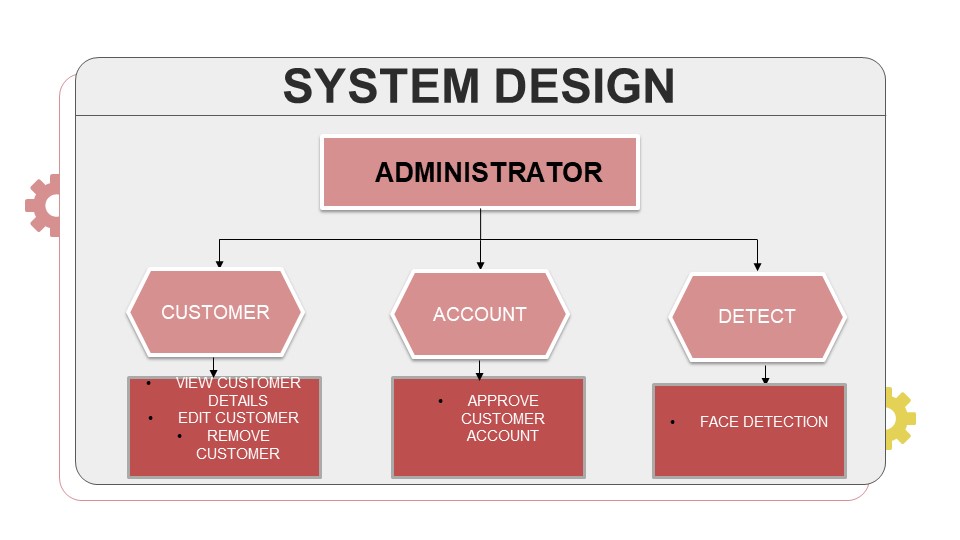 SYSTEM DESIGN
ADMINISTRATOR
CUSTOMER
ACCOUNT
DETECT
• VIEW CUSTOMER
DETAILS
• EDIT CUSTOMER
• REMOVE
CUSTOMER
• APPROVE
CUSTOMER
ACCOUNT
• FACE DETECTION